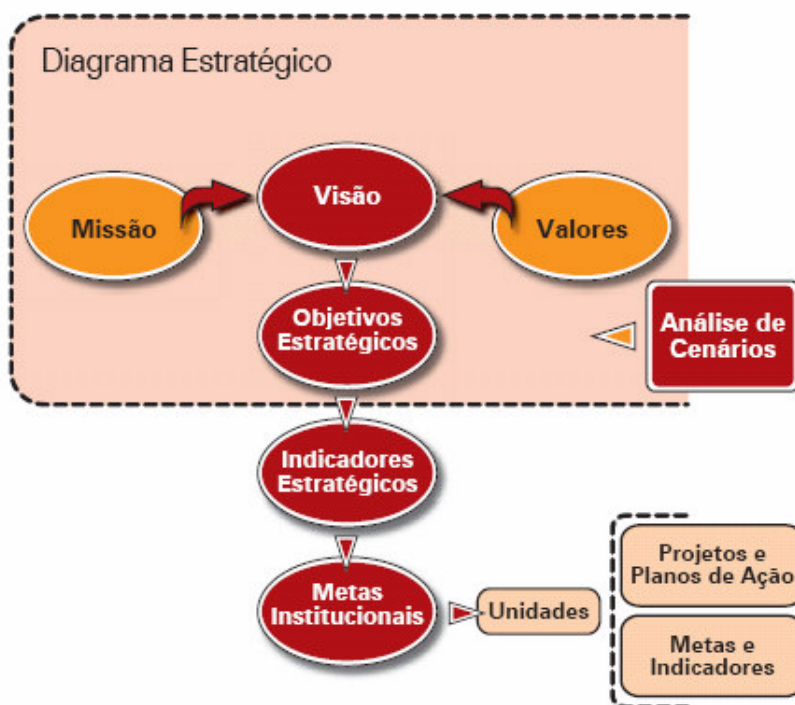 Diagrama Estratégico
Missão
Visão
Valores
Objetivos
Estratégicos
Análise de
Cenários
Indicadores
Estratégicos
Metas
Institucionais
Unidades
Projetos e
Planos de Ação
Metas e
Indicadores